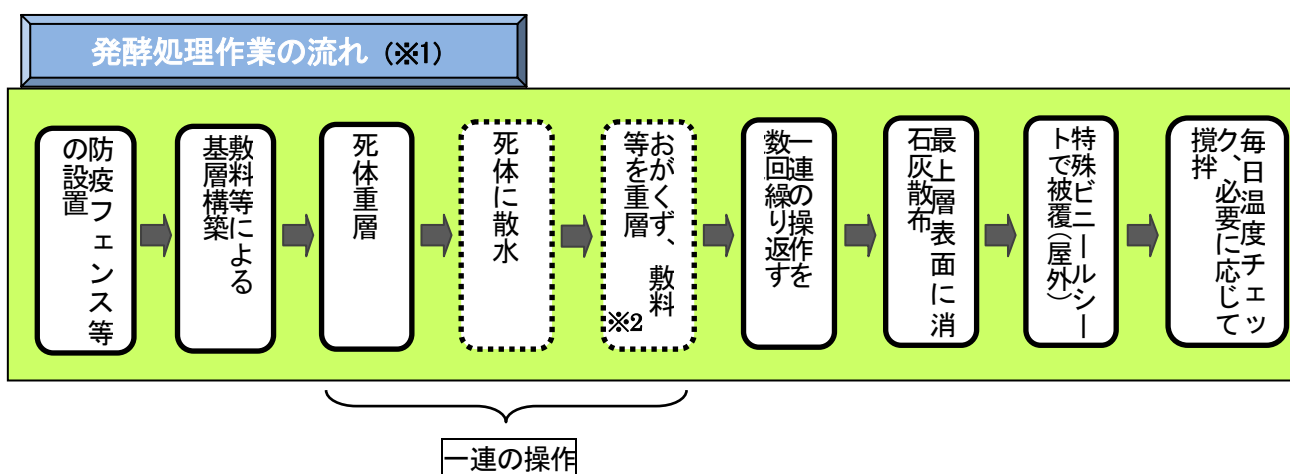 発酵処理作業の流れ（※1）
防疫フェンス等
の設置
敷料等による
基層構築
死体重層
死体に散水
おがくず、敷料
等を重層
※2
一連の操作を
数回繰り返す
最上層表面に消
石灰散布
特殊ビニールシー
トで被覆（屋外）
毎日温度チェッ
ク、必要に応じて
撹拌
一連の操作